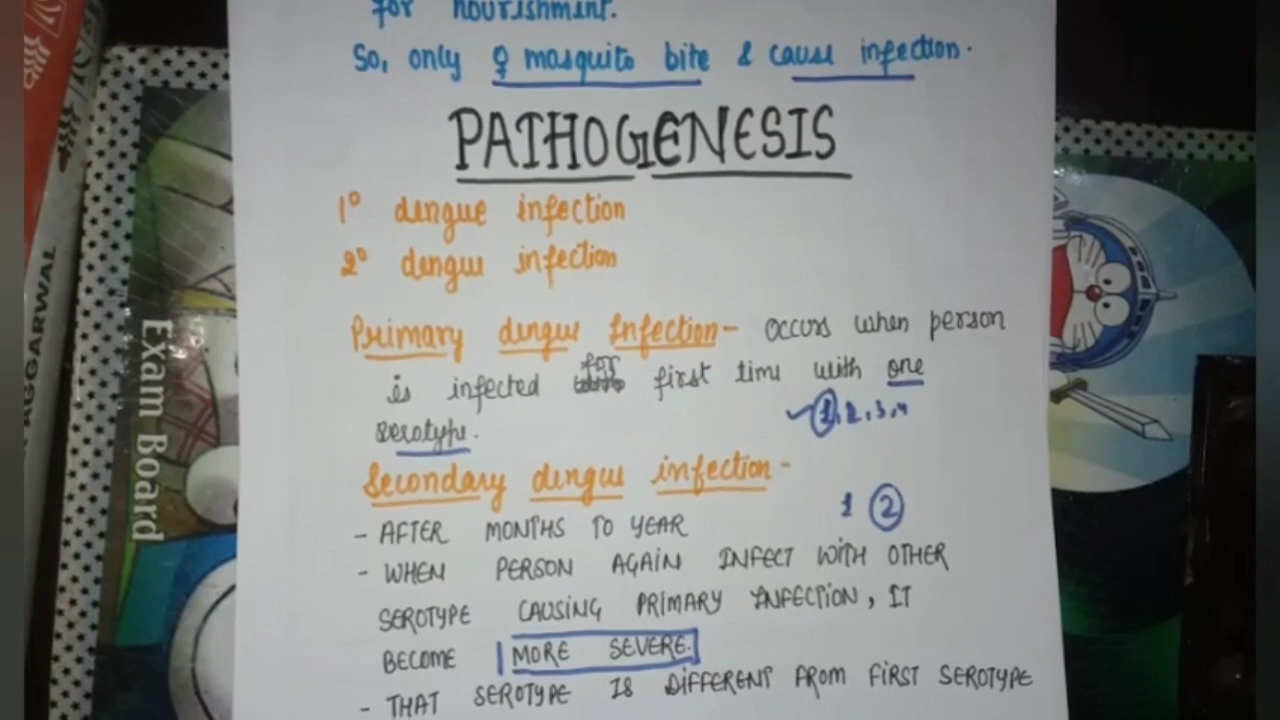 for nourishment.
So, only ♀ mosquito bite & cause infection.
PATHOGENESIS
1° dengue infection
2° dengue infection
Primary dengue Infection- occurs when person
is infected for first time with one
1, 2, 3, 4
serotype.
Secondary dengue infection-
1 2
- AFTER MONTHS TO YEAR
- WHEN PERSON AGAIN INFECT WITH OTHER
SEROTYPE CAUSING PRIMARY INFECTION, IT
BECOME MORE SEVERE.
- THAT SEROTYPE IS DIFFERENT FROM FIRST SEROTYPE
AGGARWAL
Exam Board